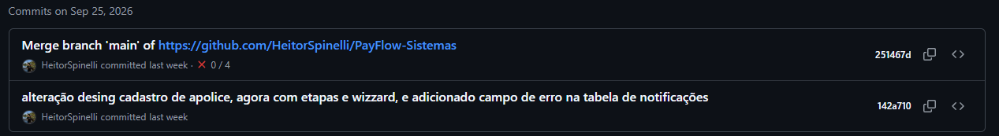 Commits on Sep 25, 2026
Merge branch 'main' of https://github.com/HeitorSpinelli/PayFlow-Sistemas
251467d
HeitorSpinelli committed last week · ✕ 0 / 4
alteração desing cadastro de apolice, agora com etapas e wizzard, e adicionado campo de erro na tabela de notificações
142a710
HeitorSpinelli committed last week